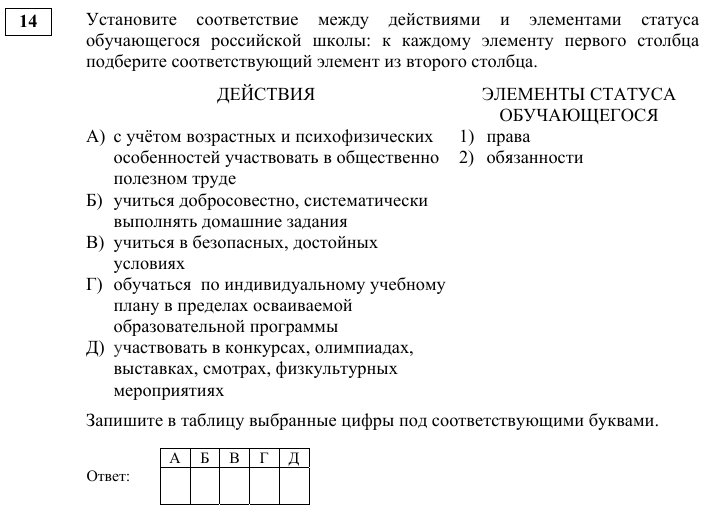 14
Установите соответствие между действиями и элементами статуса
обучающегося российской школы: к каждому элементу первого столбца
подберите соответствующий элемент из второго столбца.
ДЕЙСТВИЯ
А) с учётом возрастных и психофизических
особенностей участвовать в общественно
полезном труде
Б) учиться добросовестно, систематически
выполнять домашние задания
В) учиться в безопасных, достойных
условиях
Г) обучаться по индивидуальному учебному
плану в пределах осваиваемой
образовательной программы
Д) участвовать в конкурсах, олимпиадах,
выставках, смотрах, физкультурных
мероприятиях
ЭЛЕМЕНТЫ СТАТУСА
ОБУЧАЮЩЕГОСЯ
1) права
2) обязанности
Запишите в таблицу выбранные цифры под соответствующими буквами.
Ответ:
А Б В Г Д